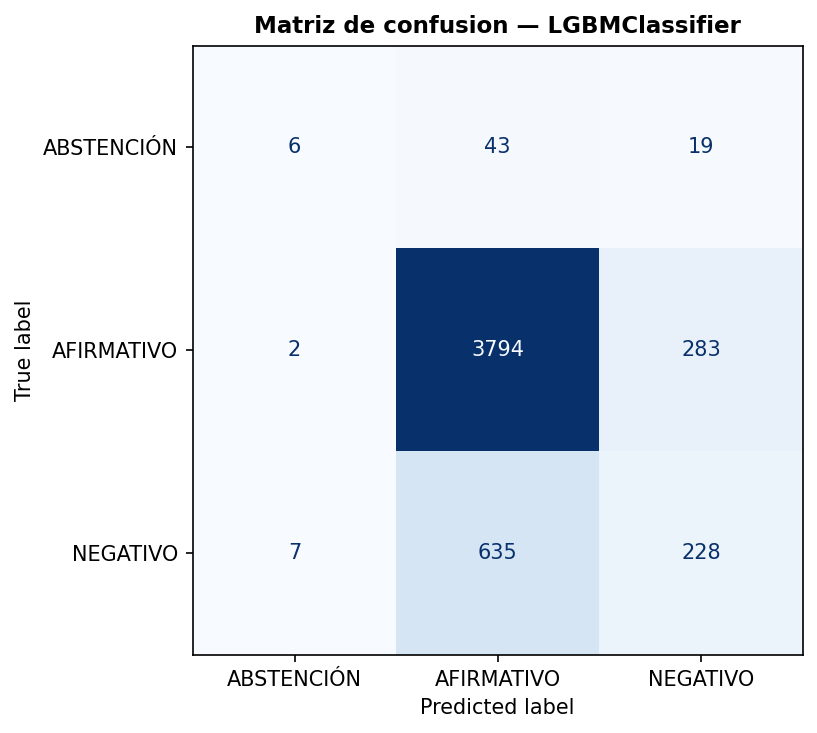 Matriz de confusion — LGBMClassifier
True label
ABSTENCIÓN
6
43
19
AFIRMATIVO
2
3794
283
NEGATIVO
7
635
228
ABSTENCIÓN
AFIRMATIVO
NEGATIVO
Predicted label